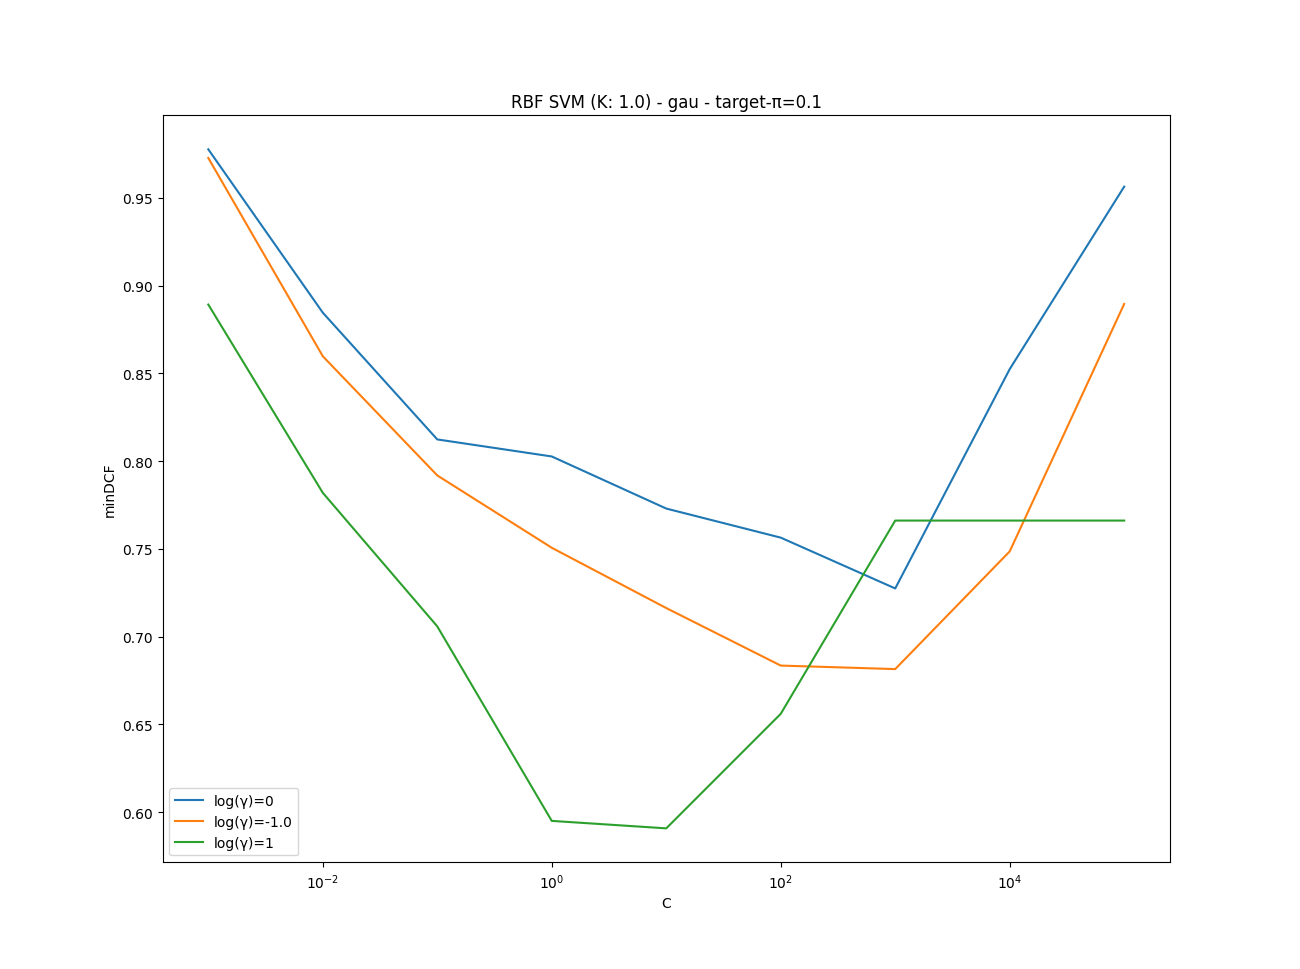 RBF SVM (K: 1.0) - gau - target-π=0.1
minDCF
0.95
0.90
0.85
0.80
0.75
0.70
0.65
0.60
log(γ)=0
log(γ)=-1.0
log(γ)=1
10⁻² 10⁰ 10² 10⁴
C